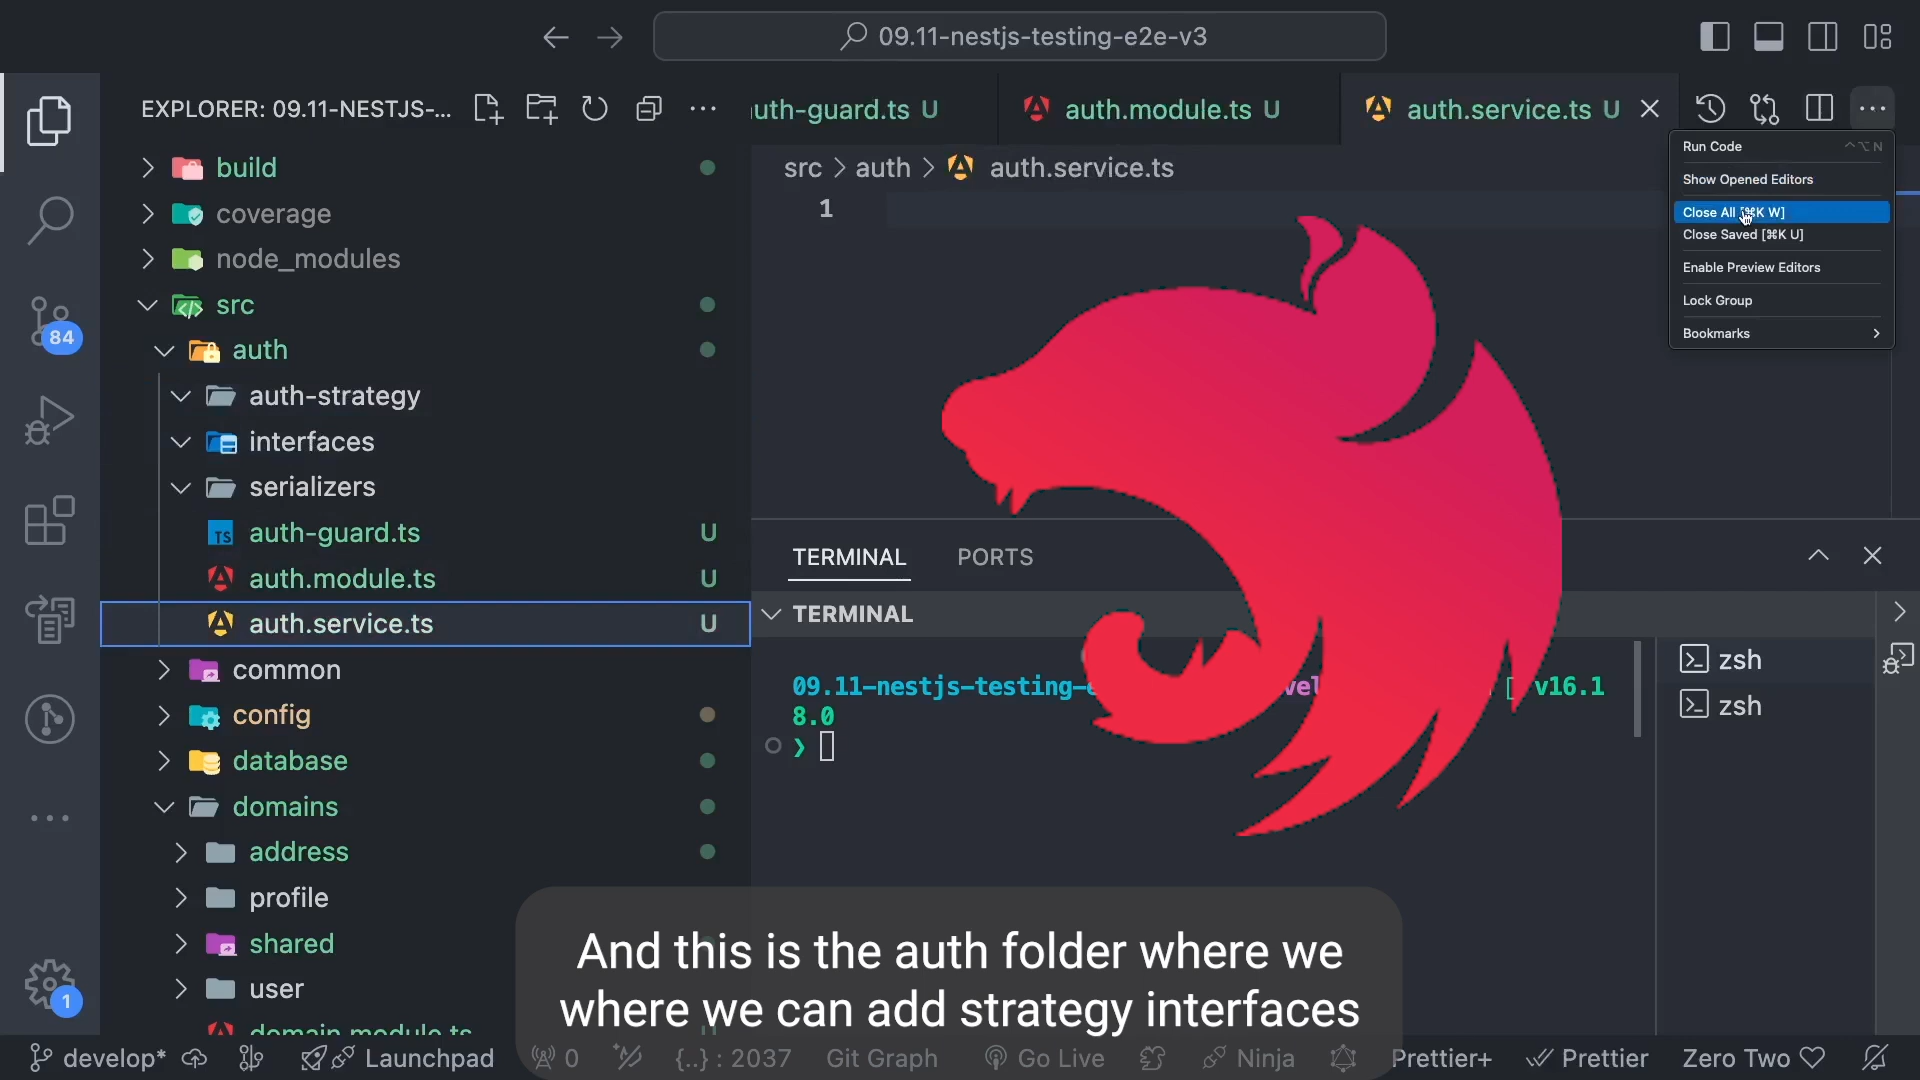 09.11-nestjs-testing-e2e-v3
EXPLORER: 09.11-NESTJS-...
uth-guard.ts U
auth.module.ts U
auth.service.ts U
src > auth > auth.service.ts
1
Run Code ^⌥N
Show Opened Editors
Close All [⌘K W]
Close Saved [⌘K U]
Enable Preview Editors
Lock Group
Bookmarks
build
coverage
node_modules
src
auth
auth-strategy
interfaces
serializers
auth-guard.ts U
auth.module.ts U
auth.service.ts U
common
config
database
domains
address
profile
shared
user
domain.module.ts
84
1
TERMINAL
PORTS
TERMINAL
09.11-nestjs-testing-
v16.1
8.0
❯
zsh
zsh
And this is the auth folder where we
where we can add strategy interfaces
develop*
Launchpad
0
{..} : 2037
Git Graph
Go Live
Ninja
Prettier+
Prettier
Zero Two